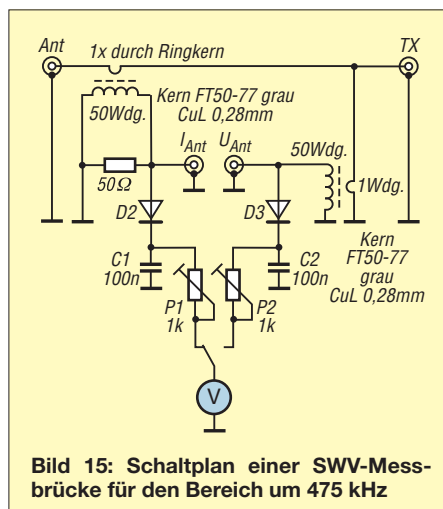 Ant
1x durch Ringkern
TX
Kern FT50-77 grau
CuL 0,28mm
50Wdg.
IAnt
UAnt
50Wdg.
1Wdg.
50Ω
D2
D3
Kern
FT50-77
grau
CuL 0,28mm
C1
100n
C2
100n
P1
1k
P2
1k
V
Bild 15: Schaltplan einer SWV-Mess-
brücke für den Bereich um 475 kHz